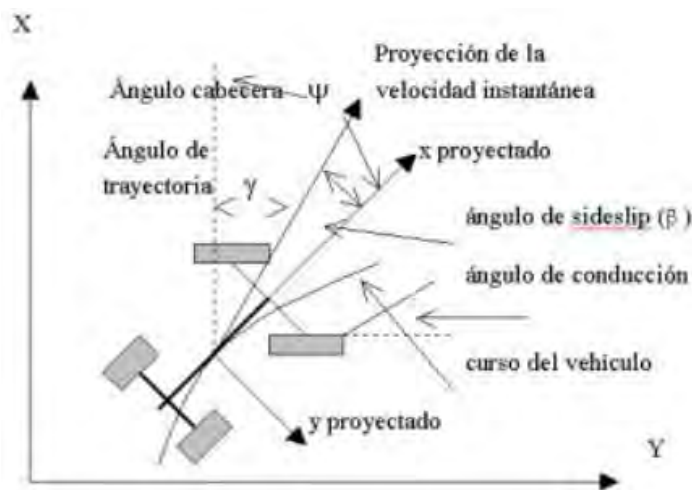 X
Proyección de la
Ángulo cabecera Ψ velocidad instantánea
Ángulo de
trayectoria γ
x proyectado
ángulo de sideslip (β)
ángulo de conducción
curso del vehiculo
y proyectado
Y